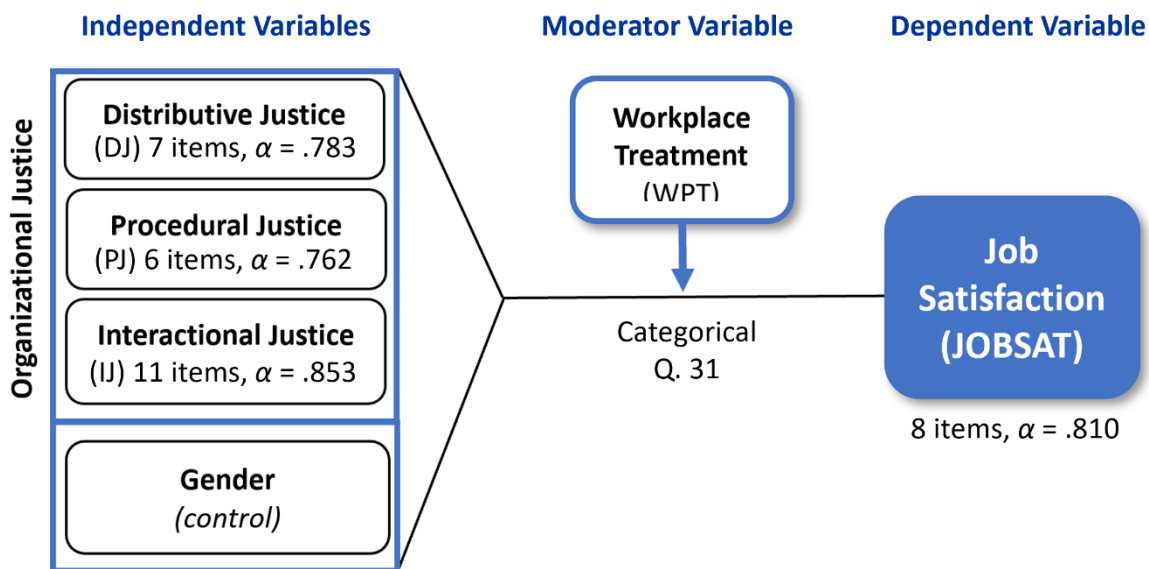 Independent Variables
Moderator Variable
Dependent Variable
Organizational Justice
Distributive Justice
(DJ) 7 items, α = .783
Procedural Justice
(PJ) 6 items, α = .762
Interactional Justice
(IJ) 11 items, α = .853
Gender
(control)
Workplace
Treatment
(WPT)
Categorical
Q. 31
Job
Satisfaction
(JOBSAT)
8 items, α = .810